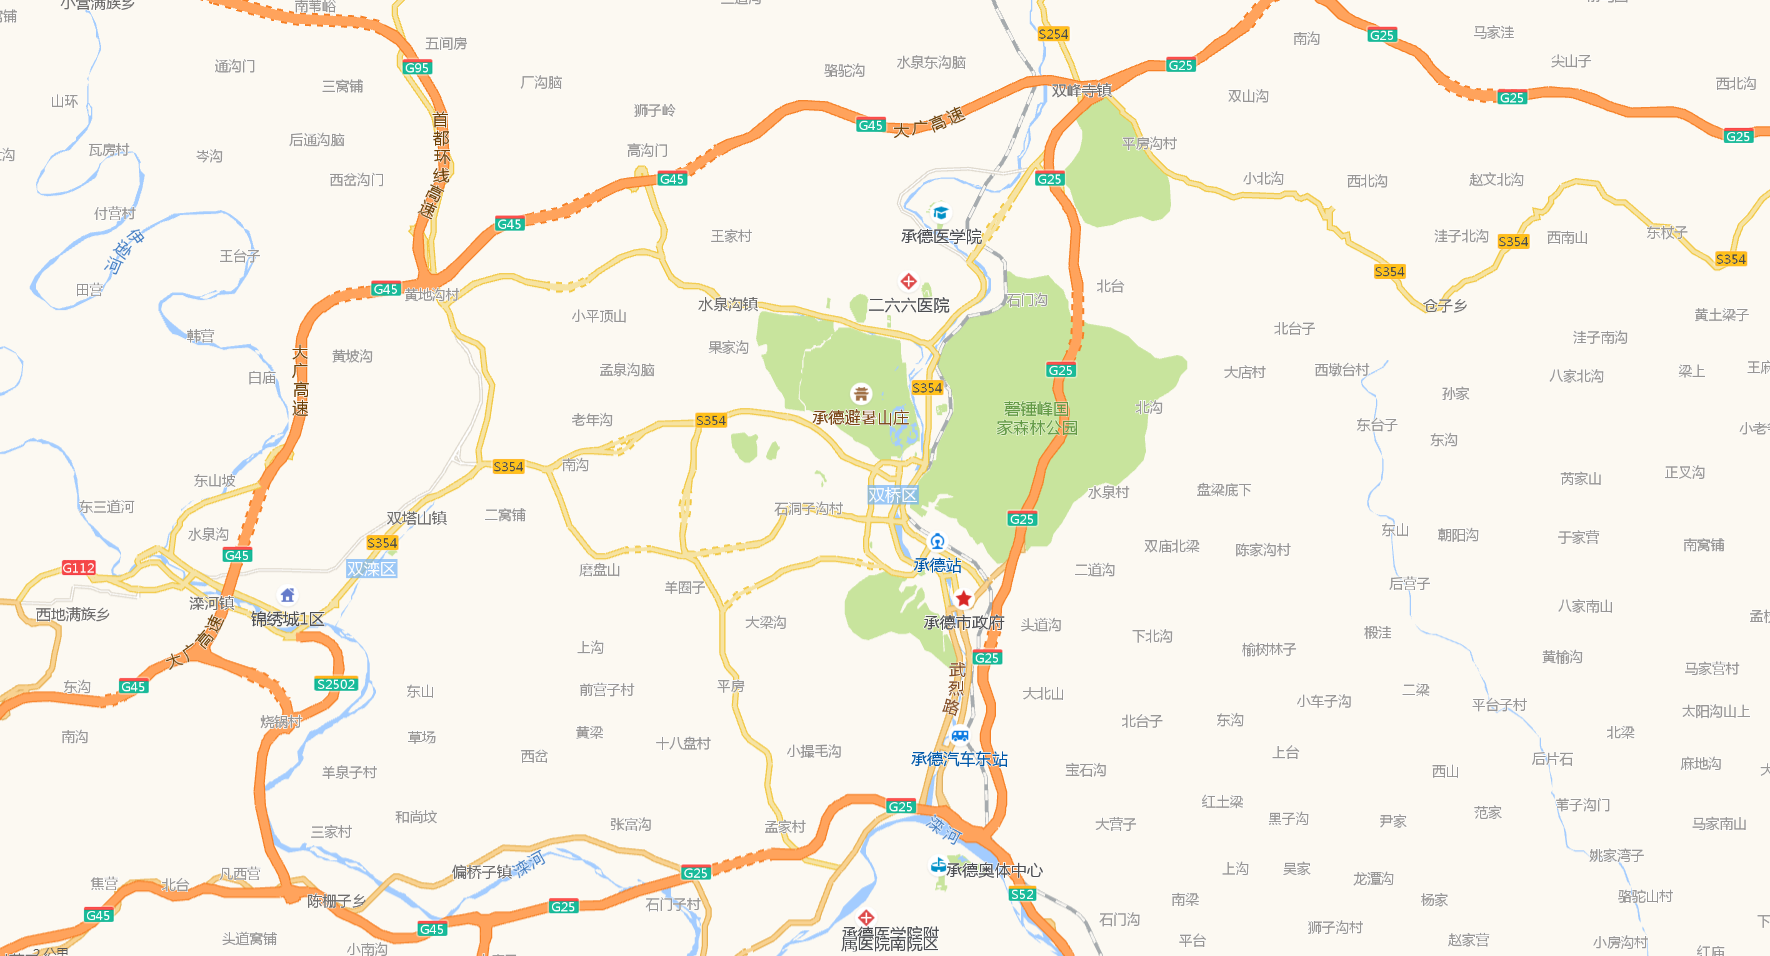 小营满族乡
南苇峪
S254
G25
南沟
马家洼
五间房
G95
通沟门
三窝铺
厂沟脑
骆驼沟
水泉东沟脑
G25
尖山子
西北沟
双峰寺镇
双山沟
G25
山环
狮子岭
首都环线高速
G45
大广高速
G25
后通沟脑
瓦房村
岑沟
高沟门
平房沟村
西岔沟门
G45
G25
小北沟
西北沟
赵文北沟
付营村
G45
承德医学院
王家村
洼子北沟
S354
西南山
东杖子
伊逊河
王台子
S354
S354
田营
G45
黄地沟村
二六六医院
石门沟
北台
仓子乡
水泉沟镇
小平顶山
黄土梁子
韩营
北台子
洼子南沟
大广高速
黄坡沟
果家沟
孟泉沟脑
G25
大店村
西墩台村
八家北沟
梁上
白庙
S354
孙家
老年沟
S354
承德避暑山庄
磬锤峰国
家森林公园
北沟
东台子
东沟
S354
南沟
东山坡
双桥区
水泉村
盘梁底下
芮家山
正叉沟
东三道河
双塔山镇
二窝铺
石洞子沟村
G25
水泉沟
S354
东山
朝阳沟
于家营
南窝铺
G45
双庙北梁
陈家沟村
G112
双滦区
磨盘山
承德站
二道沟
后营子
羊圈子
西地满族乡
滦河镇
锦绣城1区
承德市政府
大梁沟
头道沟
下北沟
椴洼
八家南山
大广高速
上沟
G25
榆树林子
黄榆沟
马家营村
东沟
G45
S2502
东山
前营子村
平房
武烈路
大北山
小车子沟
二梁
平台子村
太阳沟山上
烧锅村
南沟
草场
黄梁
十八盘村
小撮毛沟
北台子
东沟
北梁
西岔
承德汽车东站
上台
后片石
羊泉子村
宝石沟
西山
麻地沟
G25
红土梁
苇子沟门
三家村
和尚坟
张富沟
孟家村
滦河
大营子
黑子沟
尹家
范家
马家南山
姚家湾子
偏桥子镇
滦河
G25
承德奥体中心
上沟
吴家
龙潭沟
焦营
北台
凡西营
陈栅子乡
S52
南梁
杨家
骆驼山村
G45
G45
G25
石门子村
承德医学院附
属医院南院区
石门沟
狮子沟村
头道窝铺
小南沟
平台
赵家营
小房沟村
红庙